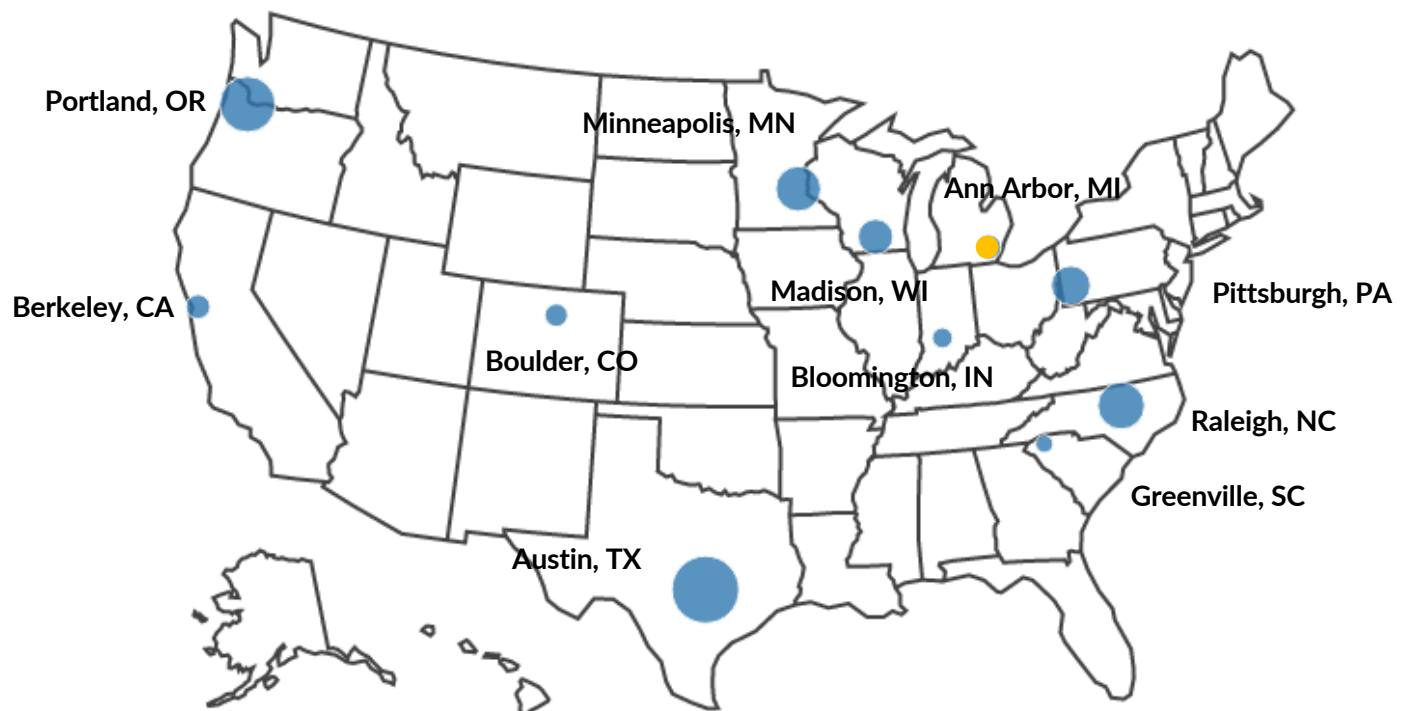 Portland, OR
Minneapolis, MN
Ann Arbor, MI
Berkeley, CA
Madison, WI
Pittsburgh, PA
Boulder, CO
Bloomington, IN
Raleigh, NC
Greenville, SC
Austin, TX